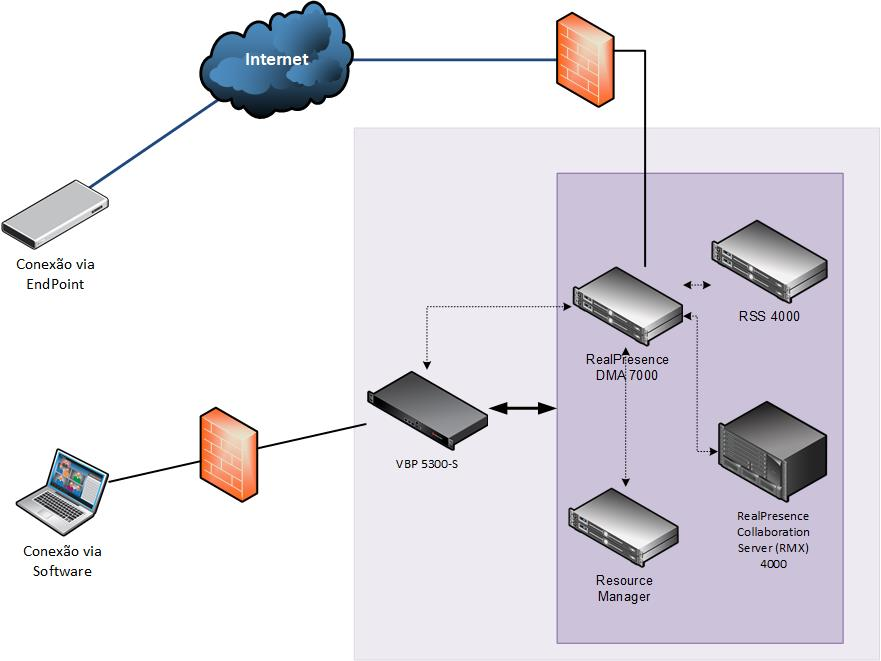 Internet
Conexão via
EndPoint
RSS 4000
RealPresence
DMA 7000
VBP 5300-S
RealPresence
Collaboration
Server (RMX)
4000
Conexão via
Software
Resource
Manager